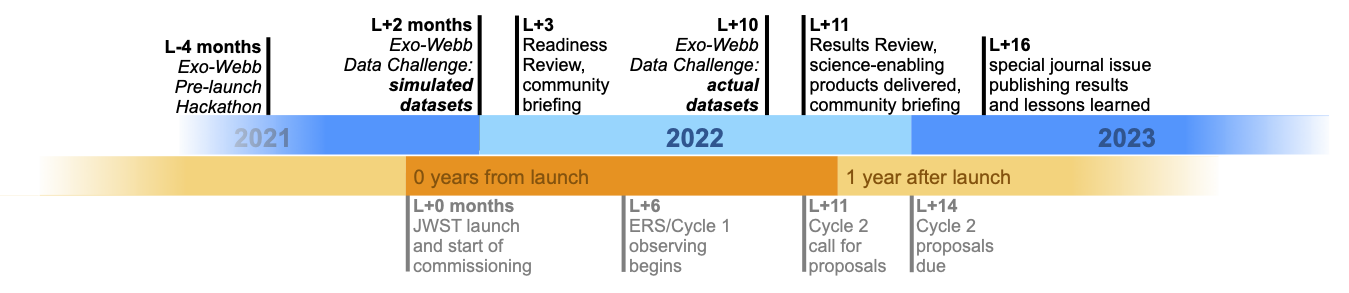 L-4 months
Exo-Webb
Pre-launch
Hackathon
L+2 months
Exo-Webb
Data Challenge:
simulated
datasets
L+3
Readiness
Review,
community
briefing
L+10
Exo-Webb
Data Challenge:
actual
datasets
L+11
Results Review,
science-enabling
products delivered,
community briefing
L+16
special journal issue
publishing results
and lessons learned
2021
2022
2023
0 years from launch
1 year after launch
L+0 months
JWST launch
and start of
commissioning
L+6
ERS/Cycle 1
observing
begins
L+11
Cycle 2
call for
proposals
L+14
Cycle 2
proposals
due